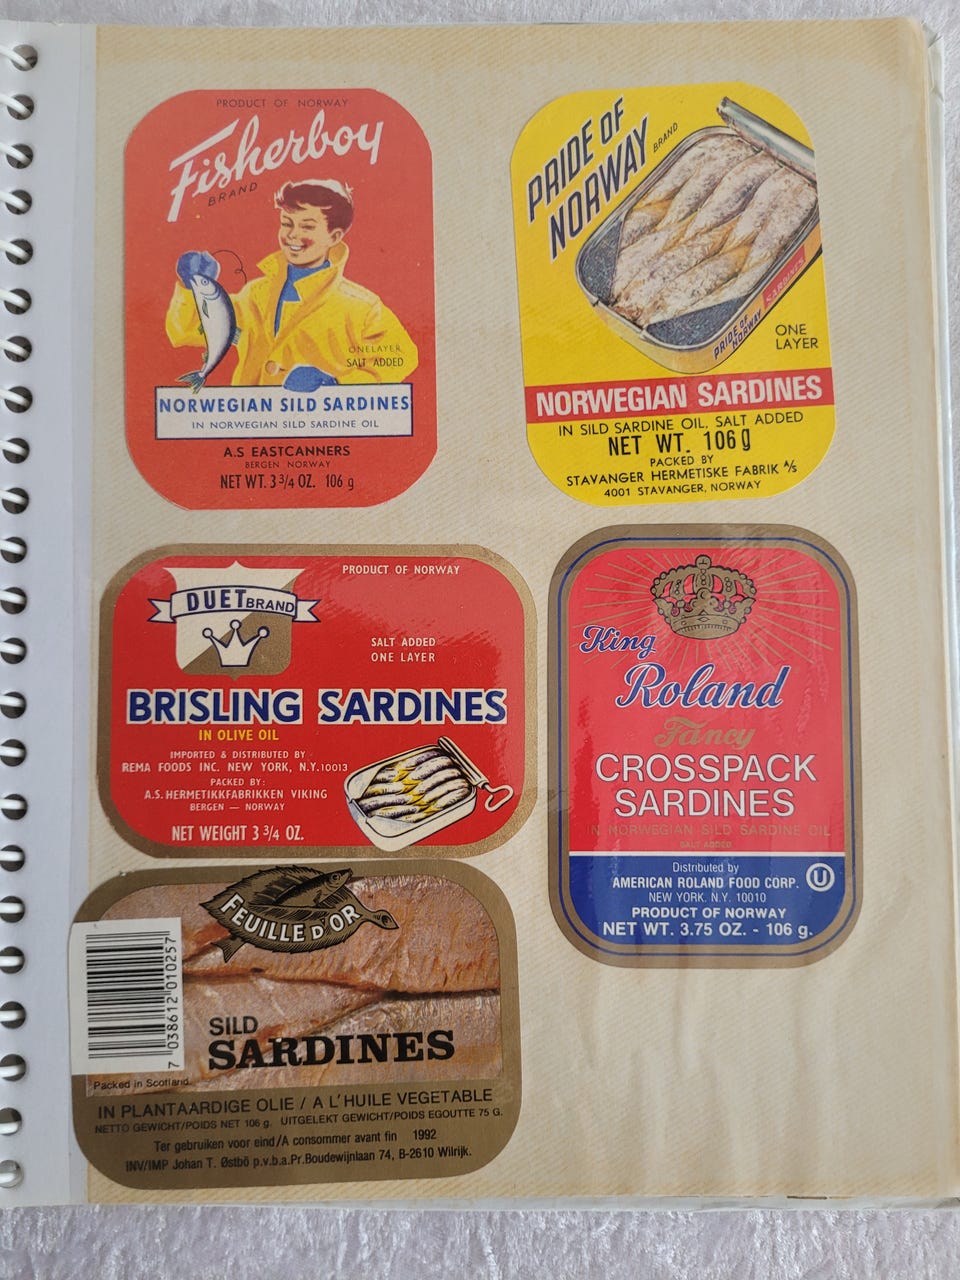 PRODUCT OF NORWAY
Fisherboy
BRAND
ONE LAYER
SALT ADDED
NORWEGIAN SILD SARDINES
IN NORWEGIAN SILD SARDINE OIL
A.S EASTCANNERS
BERGEN NORWAY
NET WT. 3 3/4 OZ. 106 g
PRIDE OF
NORWAY
BRAND
SARDINES
PRIDE OF
NORWAY
ONE
LAYER
NORWEGIAN SARDINES
IN SILD SARDINE OIL, SALT ADDED
NET WT. 106g
PACKED BY
STAVANGER HERMETISKE FABRIK A/S
4001 STAVANGER, NORWAY
PRODUCT OF NORWAY
DUET BRAND
SALT ADDED
ONE LAYER
BRISLING SARDINES
IN OLIVE OIL
IMPORTED & DISTRIBUTED BY
REMA FOODS INC. NEW YORK, N.Y. 10013
PACKED BY:
A.S. HERMETIKKFABRIKKEN VIKING
BERGEN — NORWAY
NET WEIGHT 3 3/4 OZ.
King
Roland
Fancy
CROSSPACK
SARDINES
IN NORWEGIAN SILD SARDINE OIL
SALT ADDED
Distributed by
AMERICAN ROLAND FOOD CORP.
U
NEW YORK, N.Y. 10010
PRODUCT OF NORWAY
NET WT. 3.75 OZ. - 106 g.
FEUILLE D'OR
7 038612 010257
SILD
SARDINES
Packed in Scotland
IN PLANTAARDIGE OLIE / A L'HUILE VEGETABLE
NETTO GEWICHT/POIDS NET 106 g. UITGELEKT GEWICHT/POIDS EGOUTTE 75 G.
Ter gebruiken voor eind/A consommer avant fin 1992
INV/IMP Johan T. Østbö p.v.b.a. Pr. Boudewijnlaan 74, B-2610 Wilrijk.